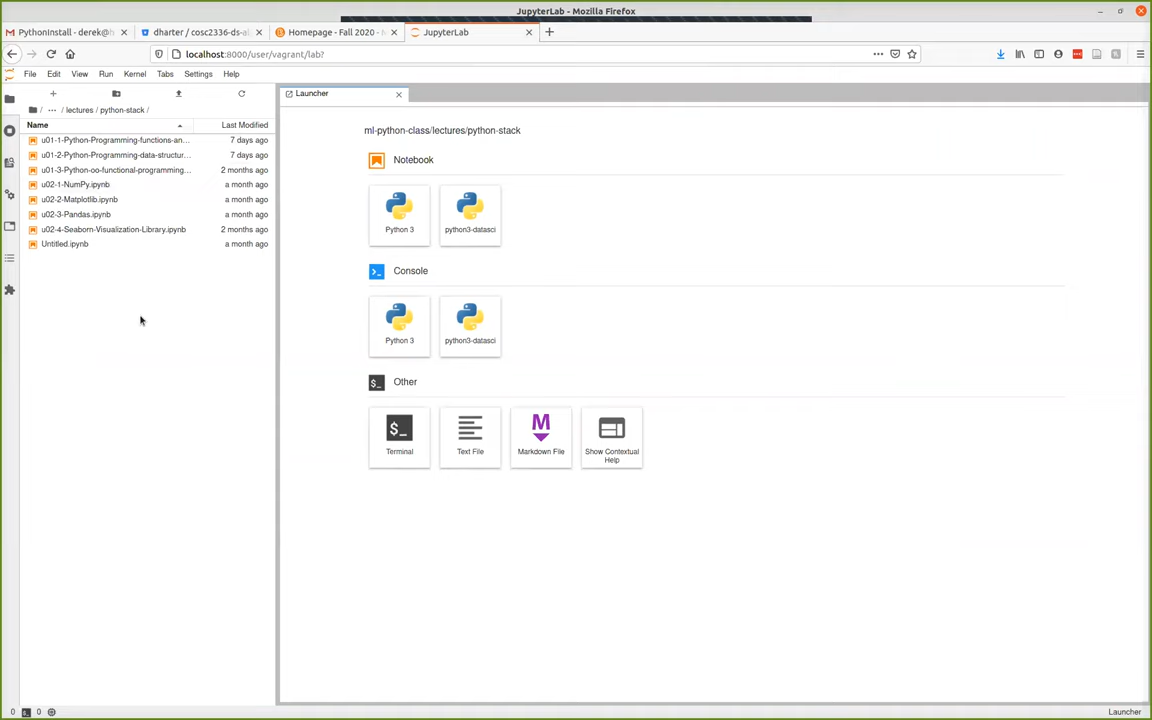 JupyterLab - Mozilla Firefox
PythonInstall - derek@h
dharter / cosc2336-ds-al
Homepage - Fall 2020 - M
JupyterLab
localhost:8000/user/vagrant/lab?
File Edit View Run Kernel Tabs Settings Help
Launcher
/ ... / lectures / python-stack /
Name Last Modified
ml-python-class/lectures/python-stack
u01-1-Python-Programming-functions-an... 7 days ago
u01-2-Python-Programming-data-structur... 7 days ago
u01-3-Python-oo-functional-programming... 2 months ago
u02-1-NumPy.ipynb a month ago
u02-2-Matplotlib.ipynb a month ago
u02-3-Pandas.ipynb a month ago
u02-4-Seaborn-Visualization-Library.ipynb 2 months ago
Untitled.ipynb a month ago
Notebook
Python 3
python3-datasci
Console
Python 3
python3-datasci
Other
$_
Terminal
Text File
M
Markdown File
Show Contextual
Help
0 0
Launcher